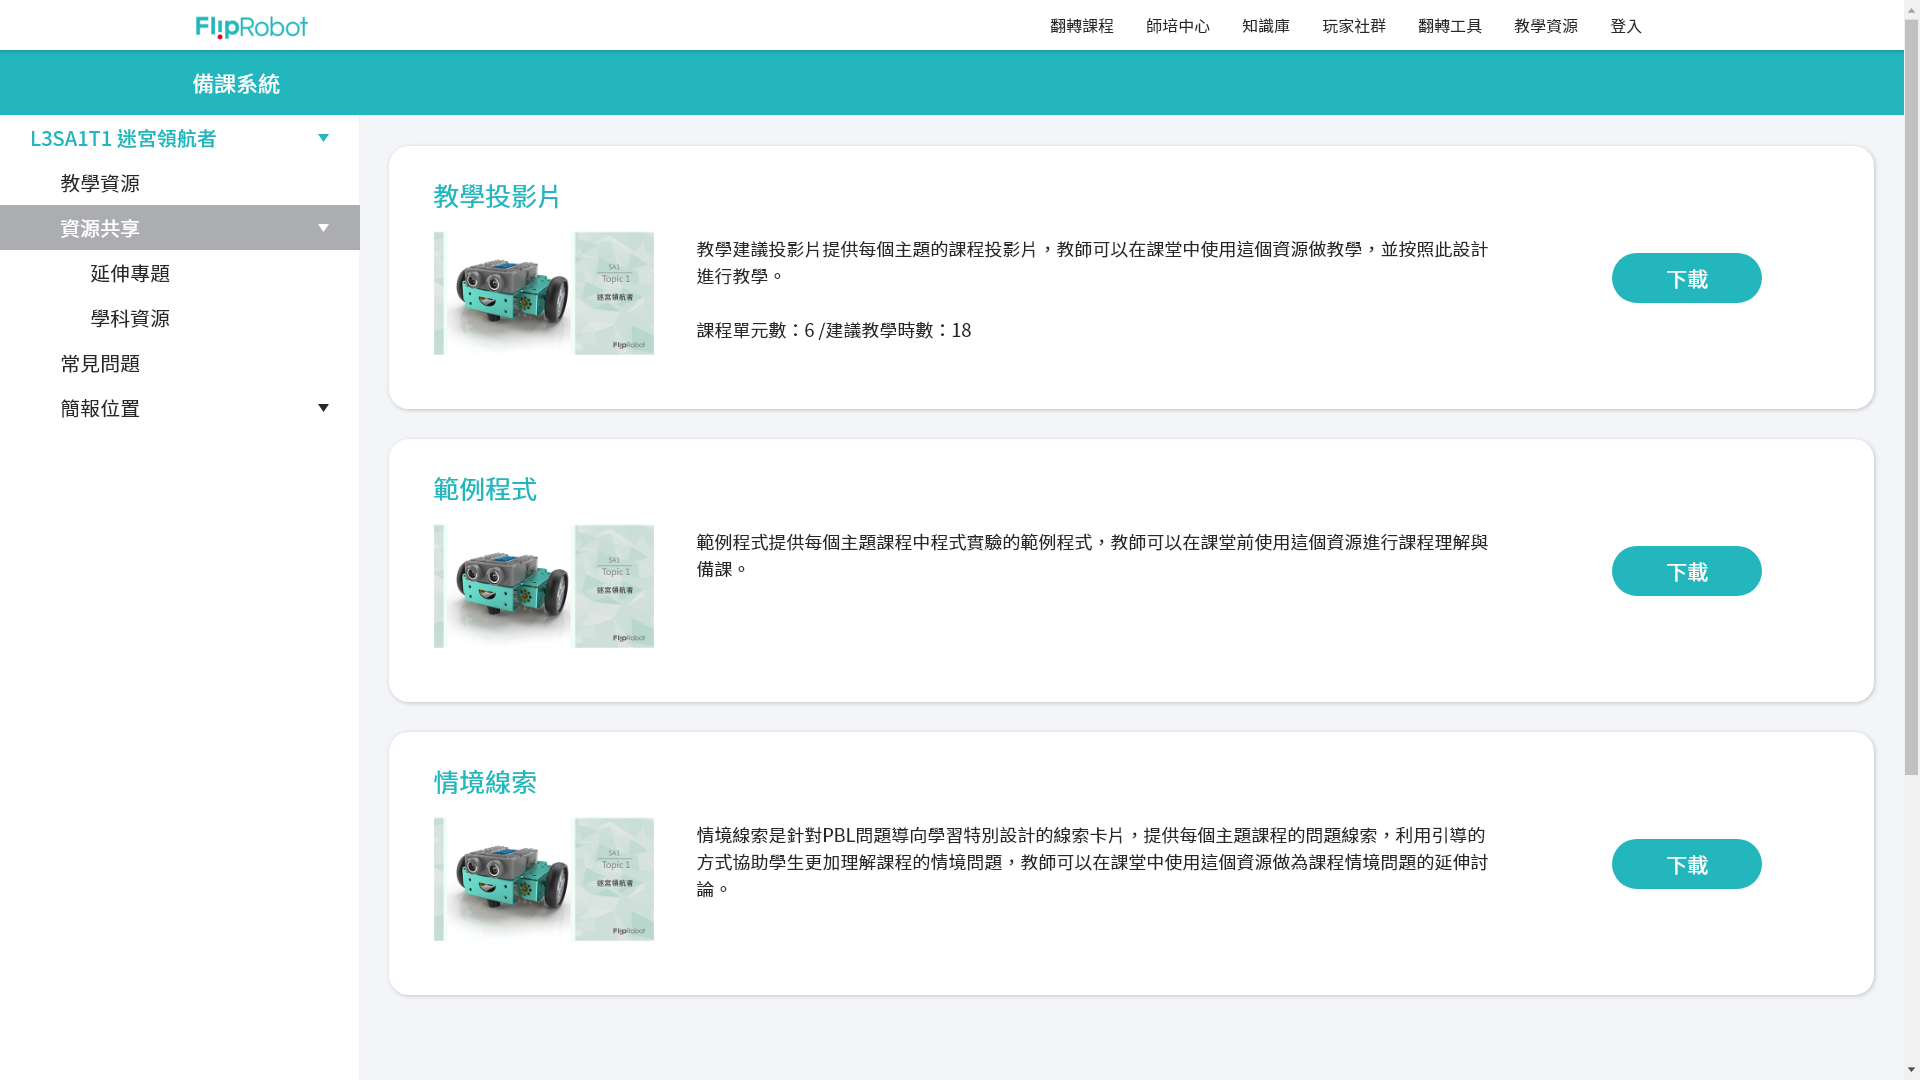 FlipRobot
翻轉課程 師培中心 知識庫 玩家社群 翻轉工具 教學資源 登入
備課系統
L3SA1T1 迷宮領航者
教學資源
資源共享
延伸專題
學科資源
常見問題
簡報位置
教學投影片
SA1
Topic 1
迷宮領航者
FlipRobot
教學建議投影片提供每個主題的課程投影片，教師可以在課堂中使用這個資源做教學，並按照此設計
進行教學。
課程單元數：6 /建議教學時數：18
下載
範例程式
SA1
Topic 1
迷宮領航者
FlipRobot
範例程式提供每個主題課程中程式實驗的範例程式，教師可以在課堂前使用這個資源進行課程理解與
備課。
下載
情境線索
SA1
Topic 1
迷宮領航者
FlipRobot
情境線索是針對PBL問題導向學習特別設計的線索卡片，提供每個主題課程的問題線索，利用引導的
方式協助學生更加理解課程的情境問題，教師可以在課堂中使用這個資源做為課程情境問題的延伸討
論。
下載